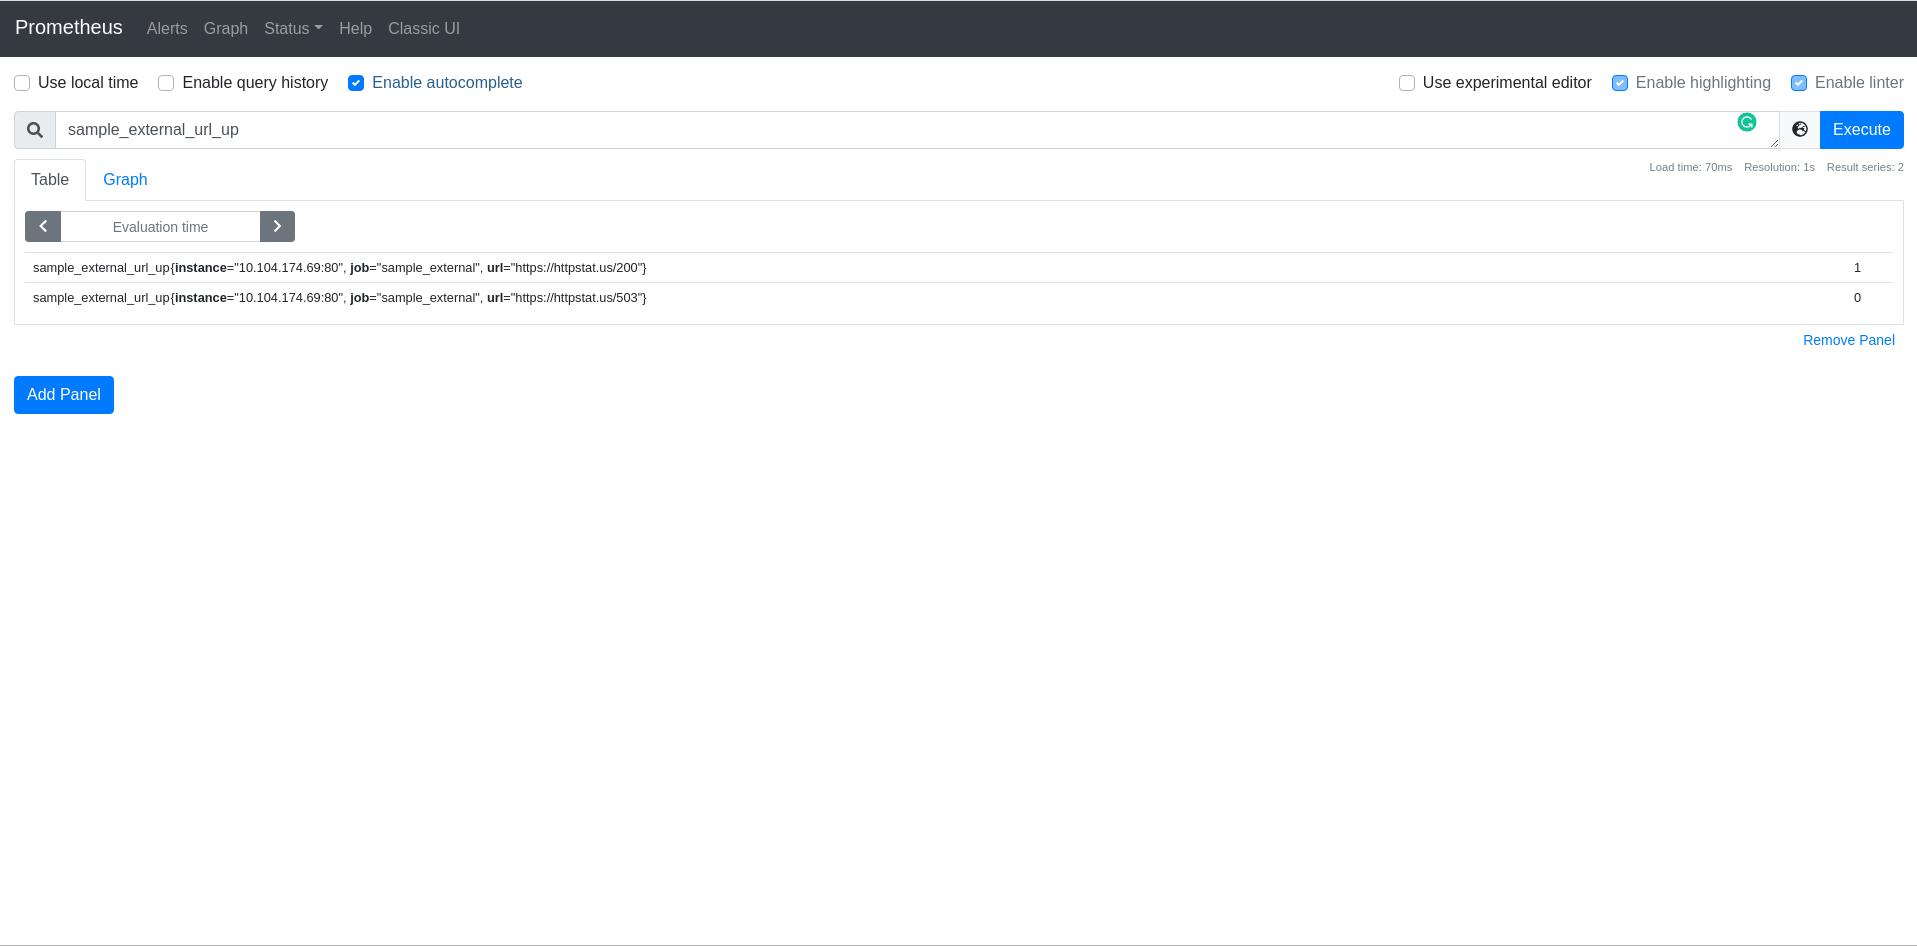 Prometheus Alerts Graph Status Help Classic UI
Use local time Enable query history Enable autocomplete Use experimental editor Enable highlighting Enable linter
sample_external_url_up Execute
Table Graph Load time: 70ms Resolution: 1s Result series: 2
Evaluation time
sample_external_url_up{instance="10.104.174.69:80", job="sample_external", url="https://httpstat.us/200"} 1
sample_external_url_up{instance="10.104.174.69:80", job="sample_external", url="https://httpstat.us/503"} 0
Remove Panel
Add Panel